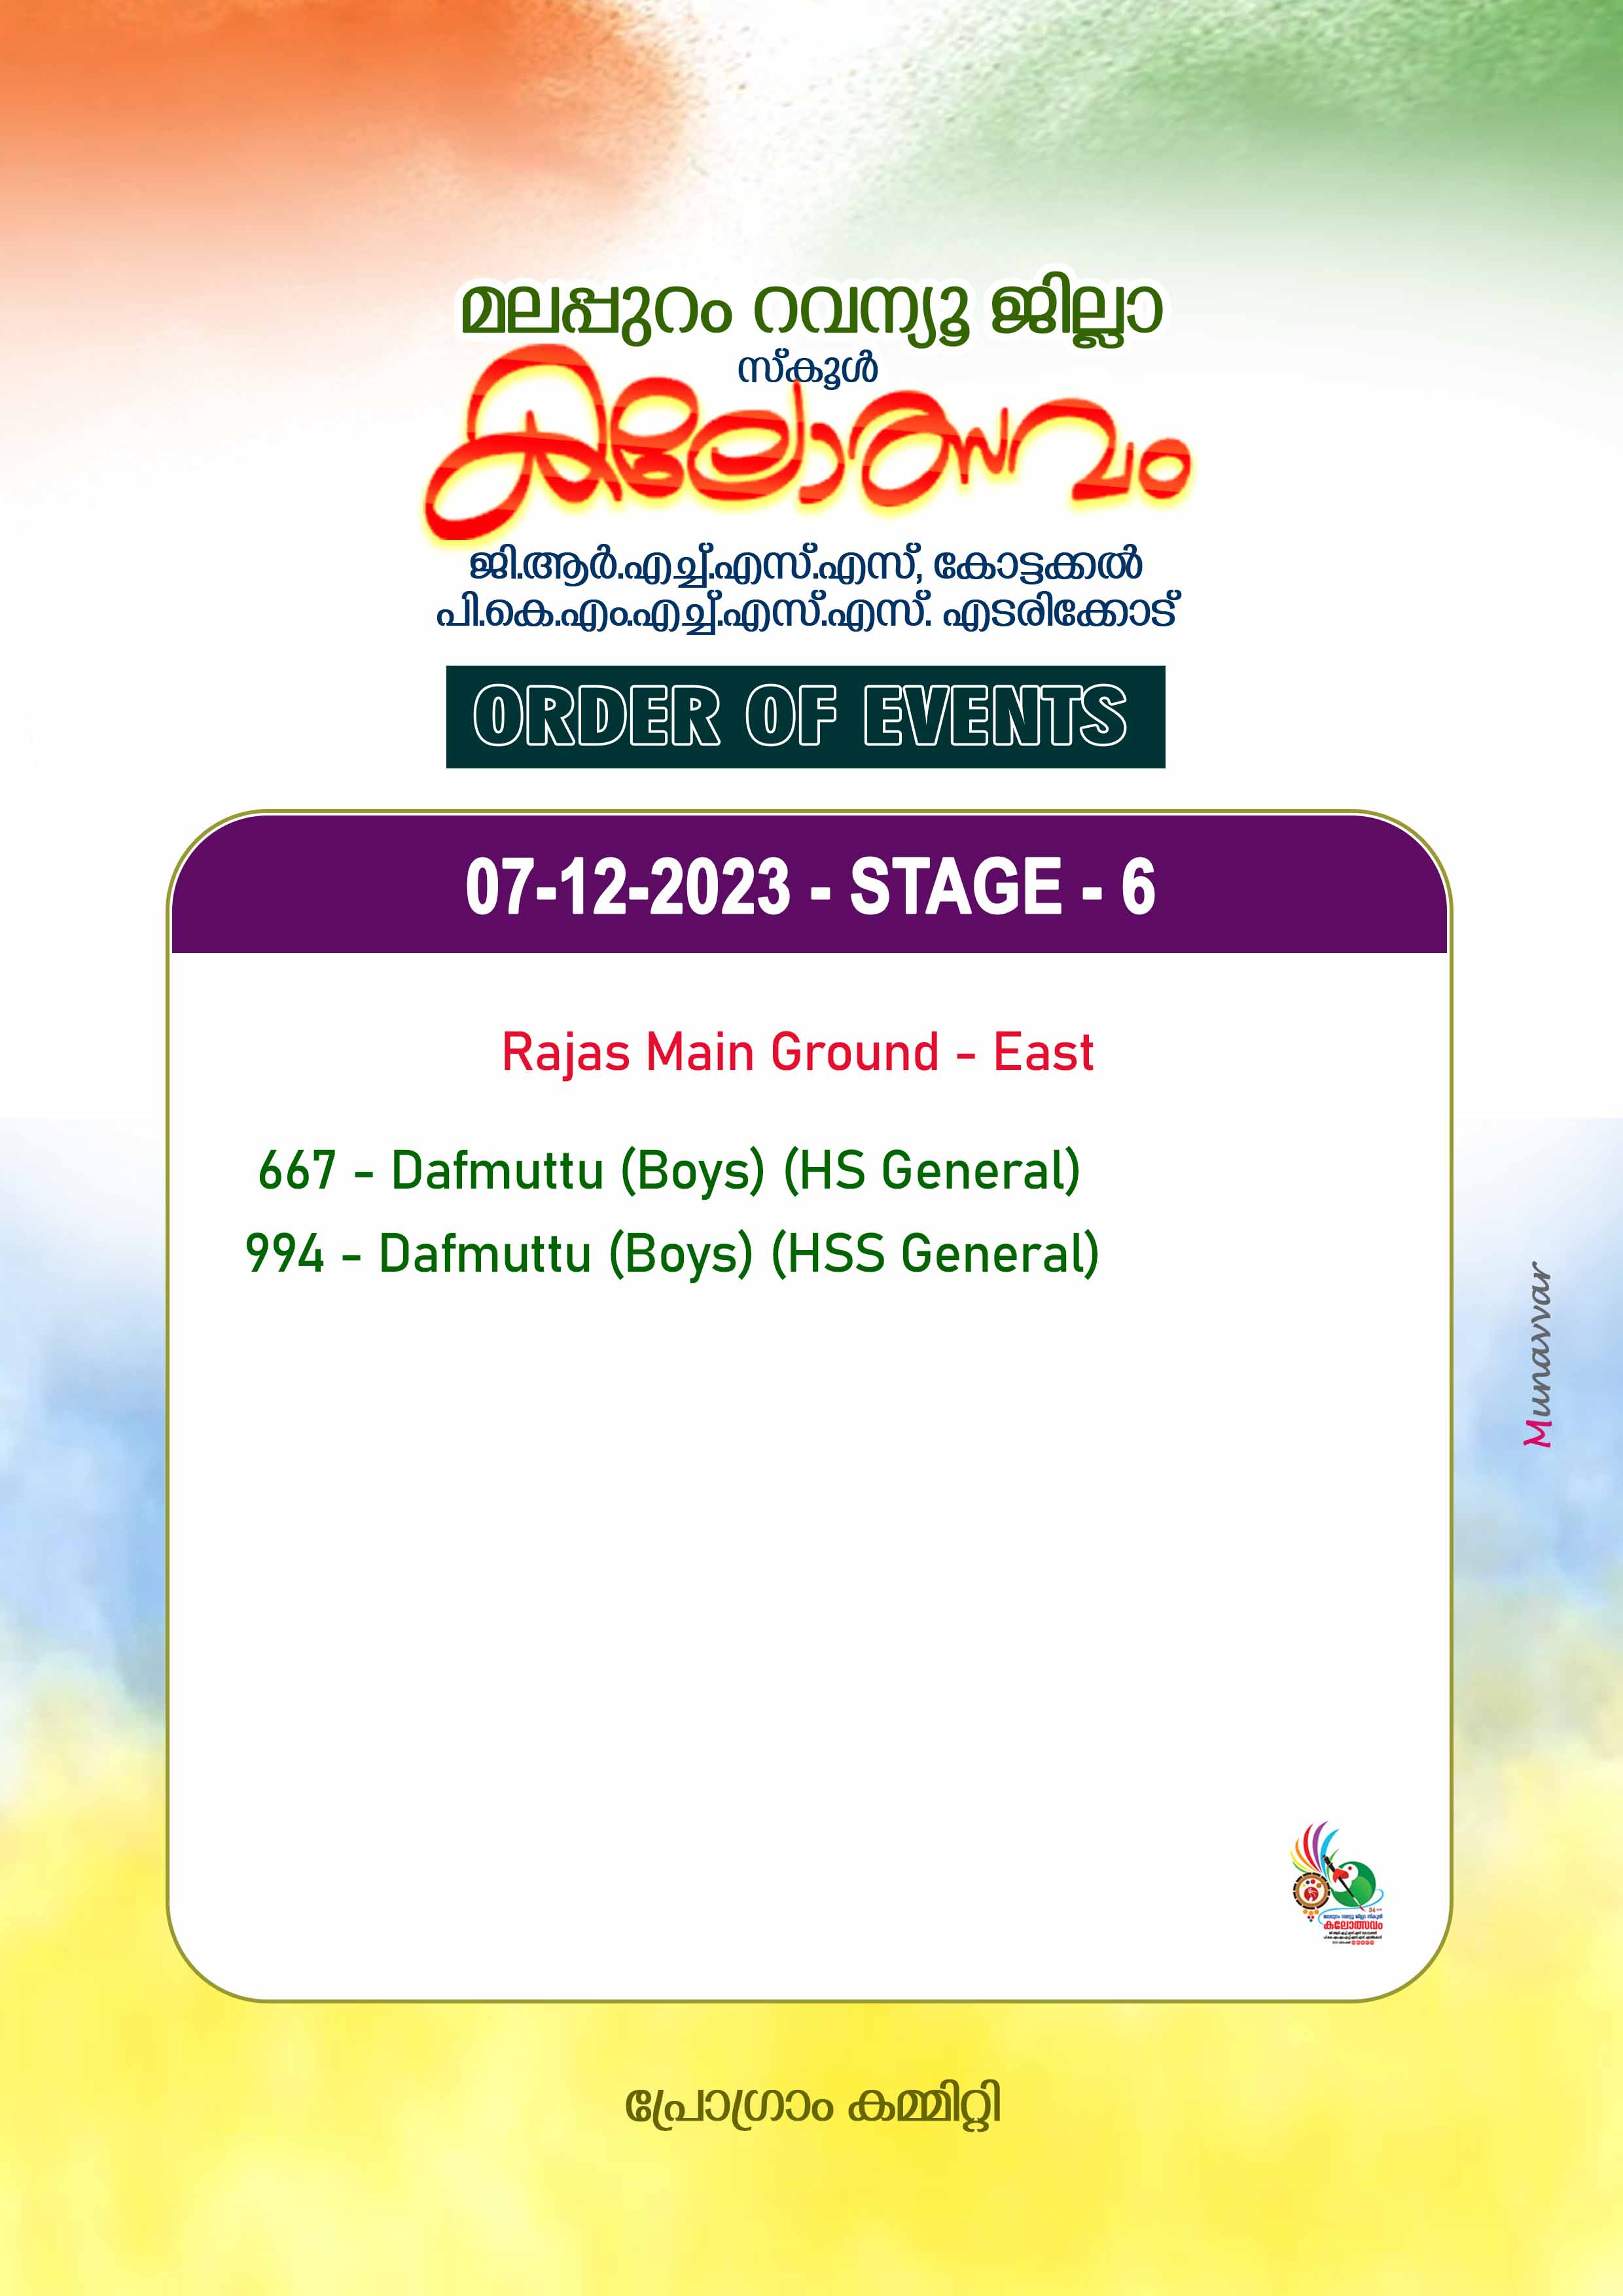 മലപ്പുറം റവന്യൂ ജില്ലാ
സ്കൂൾ
കലോത്സവം
ജി.ആർ.എച്ച്.എസ്.എസ്, കോട്ടക്കൽ
പി.കെ.എം.എച്ച്.എസ്.എസ്. എടരിക്കോട്
ORDER OF EVENTS
07-12-2023 - STAGE - 6
Rajas Main Ground - East
667 - Dafmuttu (Boys) (HS General)
994 - Dafmuttu (Boys) (HSS General)
Munavvar
കലോത്സവം
പ്രോഗ്രാം കമ്മിറ്റി